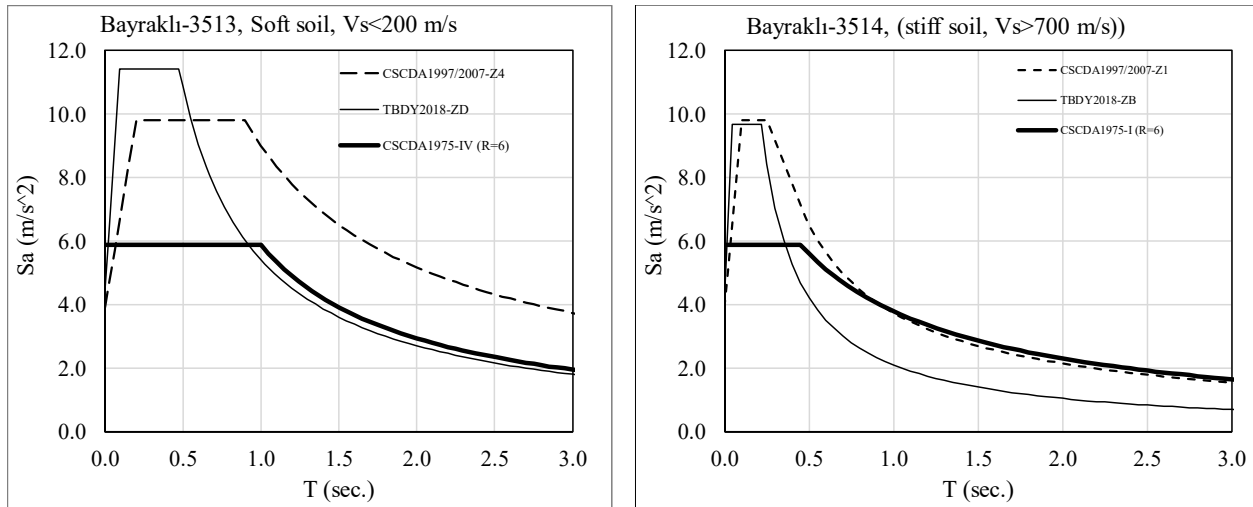 Bayraklı-3513, Soft soil, Vs<200 m/s
12.0
10.0
8.0
6.0
4.0
2.0
0.0
Sa (m/s^2)
CSCDA1997/2007-Z4
TBDY2018-ZD
CSCDA1975-IV (R=6)
0.0 0.5 1.0 1.5 2.0 2.5 3.0
T (sec.)
Bayraklı-3514, (stiff soil, Vs>700 m/s))
12.0
10.0
8.0
6.0
4.0
2.0
0.0
Sa (m/s^2)
CSCDA1997/2007-Z1
TBDY2018-ZB
CSCDA1975-I (R=6)
0.0 0.5 1.0 1.5 2.0 2.5 3.0
T (sec.)